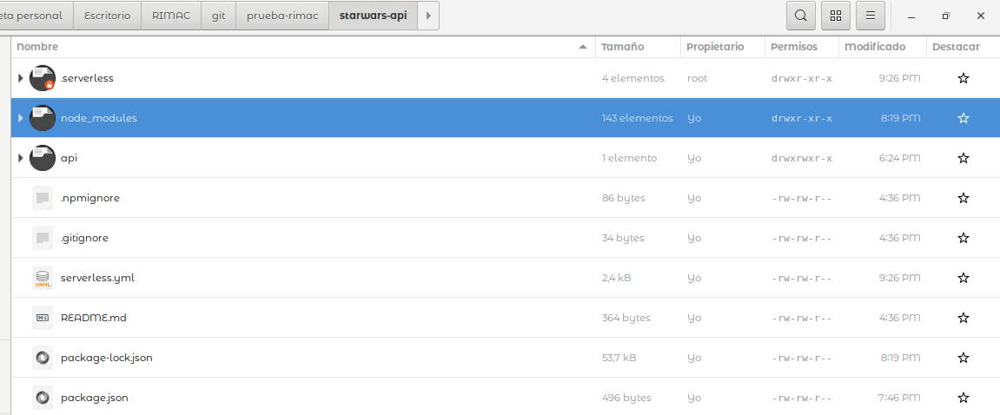 eta personal Escritorio RIMAC git prueba-rimac starwars-api
Nombre Tamaño Propietario Permisos Modificado Destacar
.serverless 4 elementos root drwxr-xr-x 9:26 PM
node_modules 143 elementos Yo drwxr-xr-x 8:19 PM
api 1 elemento Yo drwxrwxr-x 6:24 PM
.npmignore 86 bytes Yo -rw-rw-r-- 4:36 PM
.gitignore 34 bytes Yo -rw-rw-r-- 4:36 PM
serverless.yml 2,4 kB Yo -rw-rw-r-- 9:26 PM
README.md 364 bytes Yo -rw-rw-r-- 4:36 PM
package-lock.json 53,7 kB Yo -rw-rw-r-- 8:19 PM
package.json 496 bytes Yo -rw-rw-r-- 7:46 PM